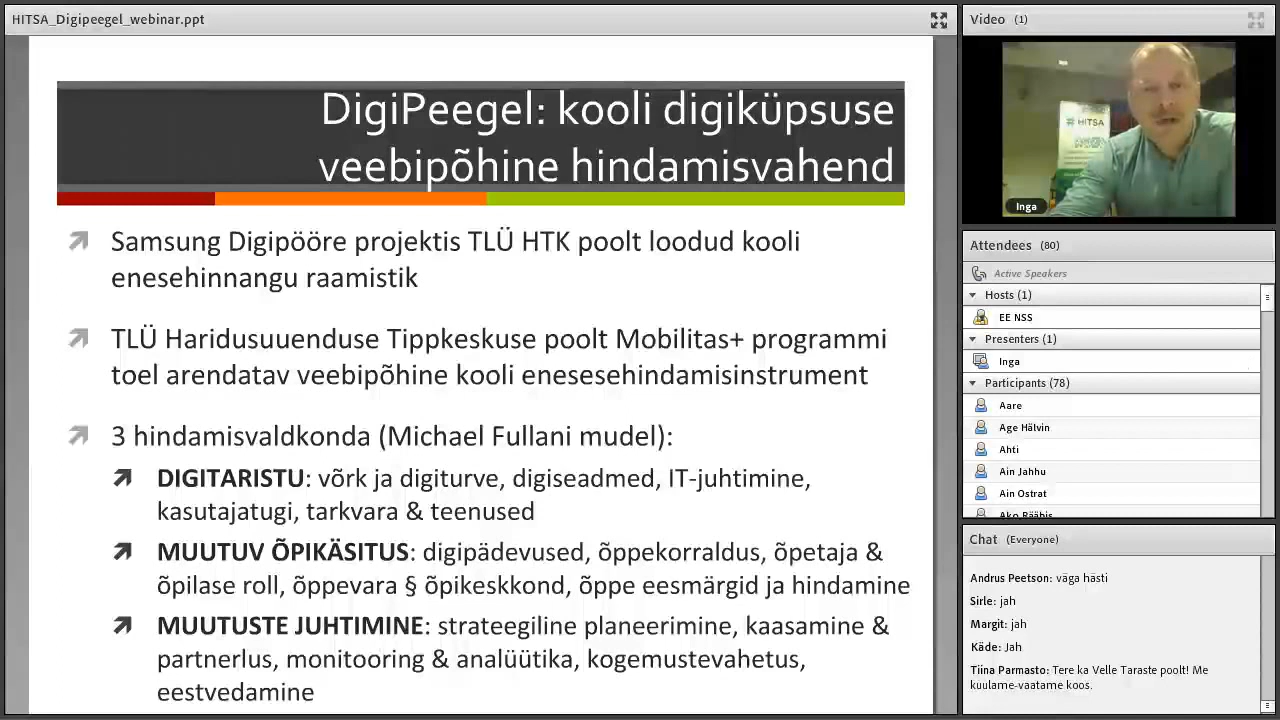 HITSA_Digipeegel_webinar.ppt
DigiPeegel: kooli digiküpsuse
veebipõhine hindamisvahend
Samsung Digipööre projektis TLÜ HTK poolt loodud kooli
enesehinnangu raamistik
TLÜ Haridusuuenduse Tippkeskuse poolt Mobilitas+ programmi
toel arendatav veebipõhine kooli enesesehindamisinstrument
3 hindamisvaldkonda (Michael Fullani mudel):
DIGITARISTU: võrk ja digiturve, digiseadmed, IT-juhtimine,
kasutajatugi, tarkvara & teenused
MUUTUV ÕPIKÄSITUS: digipädevused, õppekorraldus, õpetaja &
õpilase roll, õppevara § õpikeskkond, õppe eesmärgid ja hindamine
MUUTUSTE JUHTIMINE: strateegiline planeerimine, kaasamine &
partnerlus, monitooring & analüütika, kogemustevahetus,
eestvedamine
Video (1)
HITSA
Inga
Attendees (80)
Active Speakers
Hosts (1)
EE NSS
Presenters (1)
Inga
Participants (78)
Aare
Age Hälvin
Ahti
Ain Jahhu
Ain Ostrat
Ako Rääbis
Chat (Everyone)
Andrus Peetson: väga hästi
Sirle: jah
Margit: jah
Käde: Jah
Tiina Parmasto: Tere ka Velle Taraste poolt! Me
kuulame-vaatame koos.